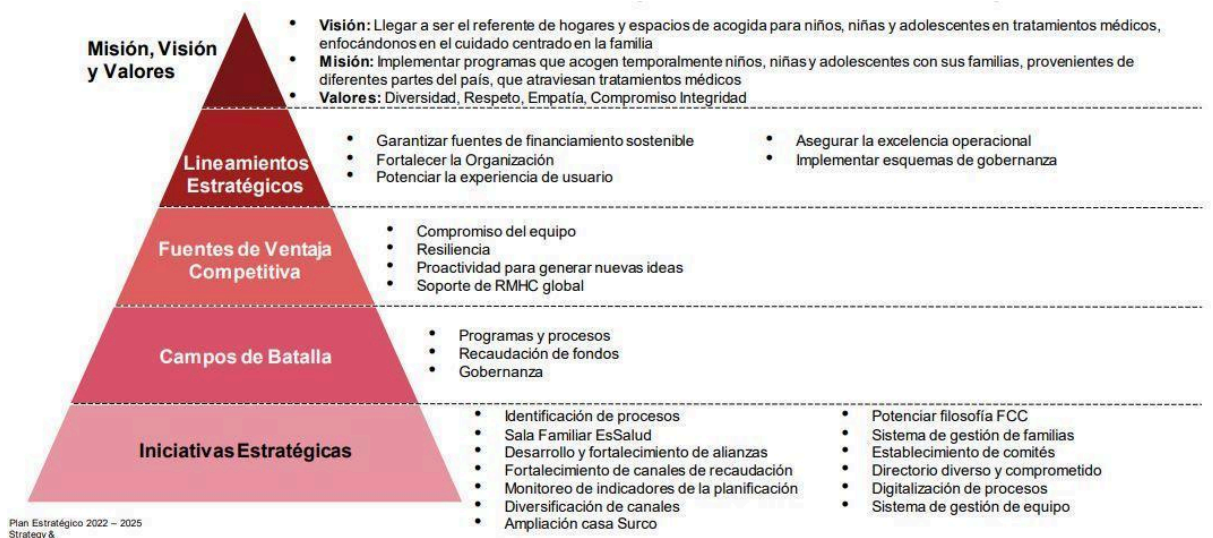 Misión, Visión
y Valores
• Visión: Llegar a ser el referente de hogares y espacios de acogida para niños, niñas y adolescentes en tratamientos médicos,
enfocándonos en el cuidado centrado en la familia
• Misión: Implementar programas que acogen temporalmente niños, niñas y adolescentes con sus familias, provenientes de
diferentes partes del país, que atraviesan tratamientos médicos
• Valores: Diversidad, Respeto, Empatía, Compromiso Integridad
Lineamientos
Estratégicos
• Garantizar fuentes de financiamiento sostenible
• Fortalecer la Organización
• Potenciar la experiencia de usuario
• Asegurar la excelencia operacional
• Implementar esquemas de gobernanza
Fuentes de Ventaja
Competitiva
• Compromiso del equipo
• Resiliencia
• Proactividad para generar nuevas ideas
• Soporte de RMHC global
Campos de Batalla
• Programas y procesos
• Recaudación de fondos
• Gobernanza
Iniciativas Estratégicas
• Identificación de procesos
• Sala Familiar EsSalud
• Desarrollo y fortalecimiento de alianzas
• Fortalecimiento de canales de recaudación
• Monitoreo de indicadores de la planificación
• Diversificación de canales
• Ampliación casa Surco
• Potenciar filosofía FCC
• Sistema de gestión de familias
• Establecimiento de comités
• Directorio diverso y comprometido
• Digitalización de procesos
• Sistema de gestión de equipo
Plan Estratégico 2022 – 2025
Strategy &